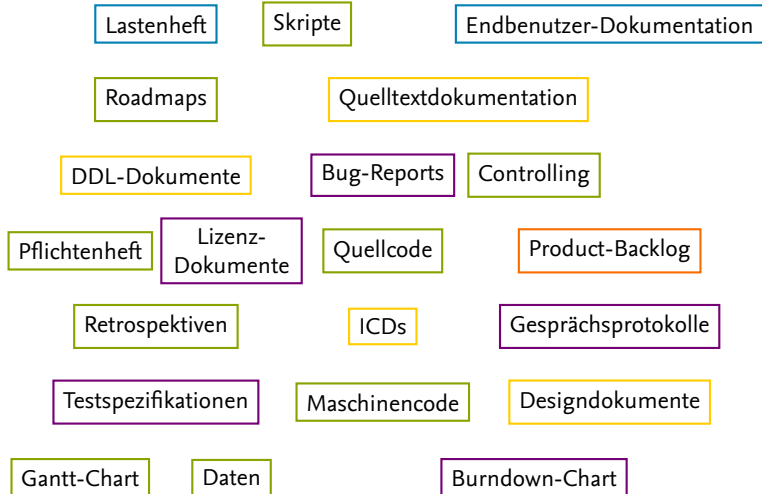 Lastenheft
Skripte
Endbenutzer-Dokumentation
Roadmaps
Quelltextdokumentation
DDL-Dokumente
Bug-Reports
Controlling
Pflichtenheft
Lizenz-
Dokumente
Quellcode
Product-Backlog
Retrospektiven
ICDs
Gesprächsprotokolle
Testspezifikationen
Maschinencode
Designdokumente
Gantt-Chart
Daten
Burndown-Chart